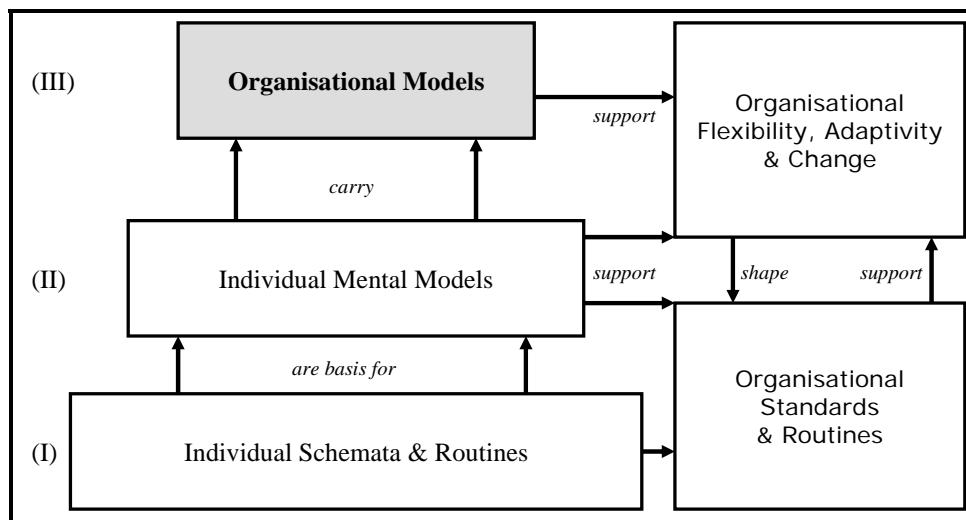 (III)
Organisational Models
support
Organisational
Flexibility, Adaptivity
& Change
carry
(II)
Individual Mental Models
support
shape
support
are basis for
Organisational
Standards
& Routines
(I)
Individual Schemata & Routines